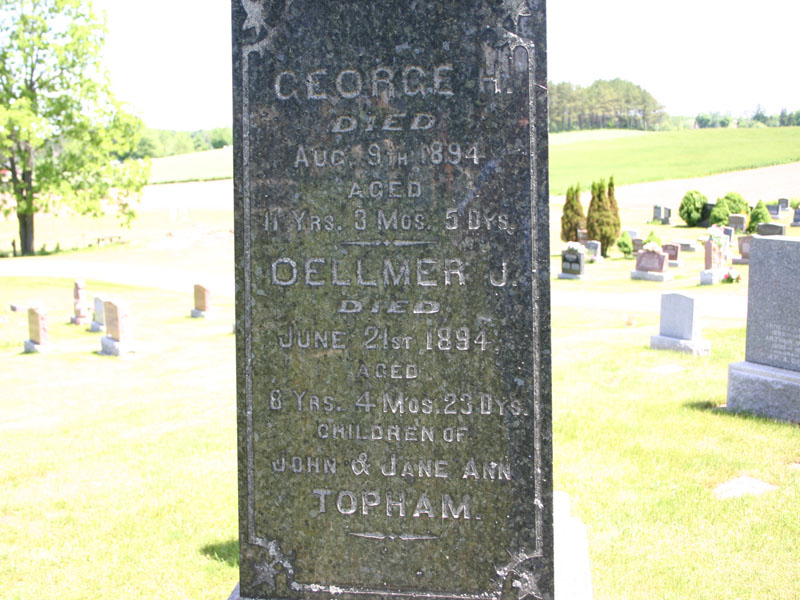 GEORGE H.
DIED
AUG. 9TH 1894
AGED
11 YRS. 3 MOS. 5 DYS.
DELLMER J.
DIED
JUNE 21ST 1894
AGED
8 YRS. 4 MOS. 23 DYS.
CHILDREN OF
JOHN & JANE ANN
TOPHAM.